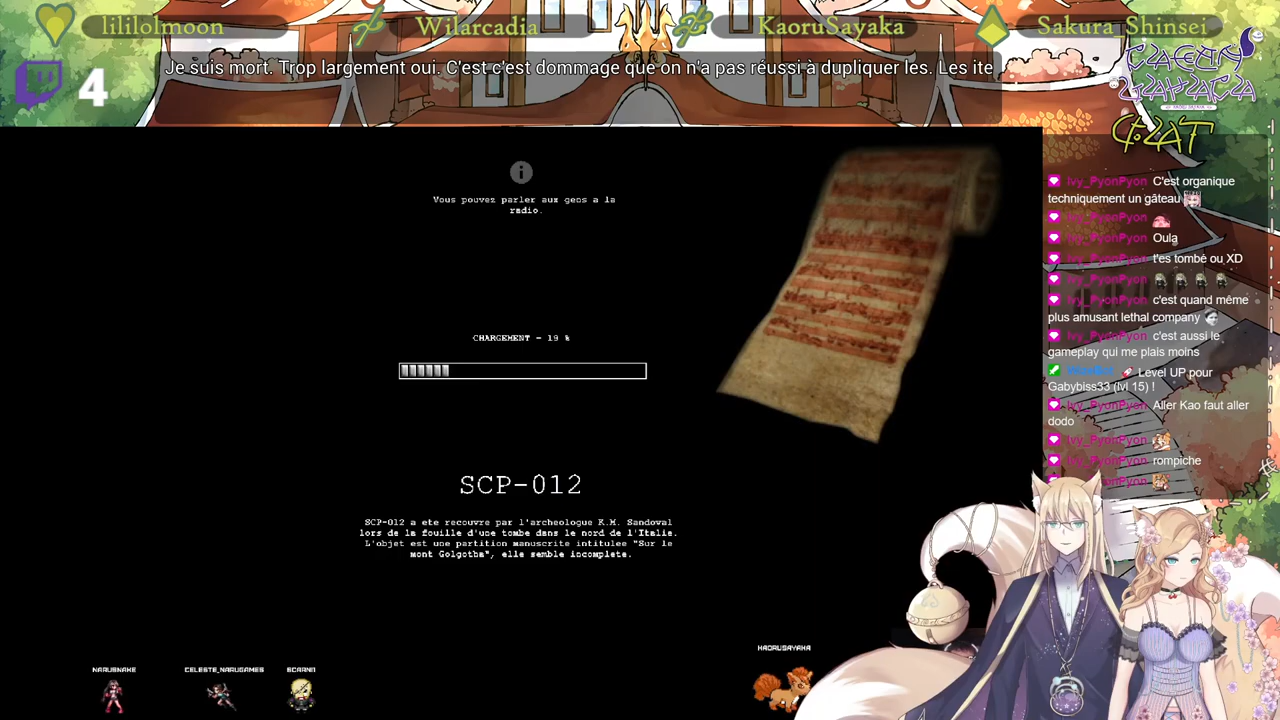 lililolmoon
Wilarcadia
KaoruSayaka
Sakura_Shinsei
Je suis mort. Trop largement oui. C'est c'est dommage que on n'a pas réussi à dupliquer les. Les ite
4
Vous pouvez parler aux gens a la
radio.
CHARGEMENT - 19 %
SCP-012
SCP-012 a ete recouvre par l'archeologue K.M. Sandoval
lors de la fouille d'une tombe dans le nord de l'Italie.
L'objet est une partition manuscrite intitulee "Sur le
mont Golgotha", elle semble incomplete.
Ivy_PyonPyon C'est organique
techniquement un gâteau
Ivy_PyonPyon
Ivy_PyonPyon Oula
Ivy_PyonPyon t'es tombé ou XD
Ivy_PyonPyon
Ivy_PyonPyon c'est quand même
plus amusant lethal company
Ivy_PyonPyon c'est aussi le
gameplay qui me plais moins
Level UP pour
Gabybiss33 (lvl 15) !
Ivy_PyonPyon Aller Kao faut aller
dodo
Ivy_PyonPyon
Ivy_PyonPyon rompiche
NARUSNAKE
CELESTE_NARUGAMES
KAORUSAYAKA